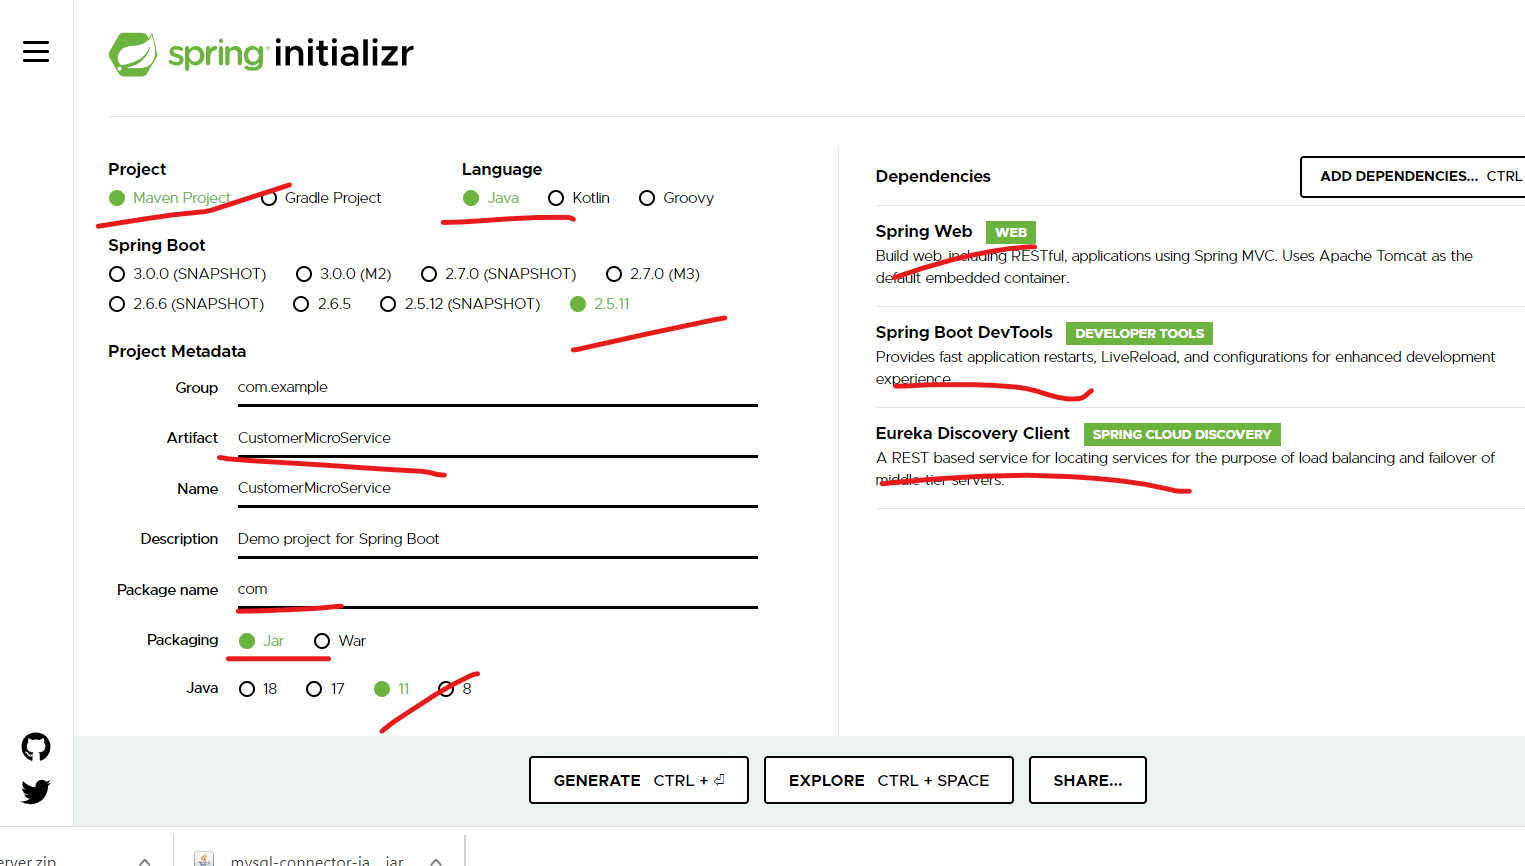 spring initializr
Project
Maven Project Gradle Project
Language
Java Kotlin Groovy
Spring Boot
3.0.0 (SNAPSHOT) 3.0.0 (M2) 2.7.0 (SNAPSHOT) 2.7.0 (M3)
2.6.6 (SNAPSHOT) 2.6.5 2.5.12 (SNAPSHOT) 2.5.11
Project Metadata
Group com.example
Artifact CustomerMicroService
Name CustomerMicroService
Description Demo project for Spring Boot
Package name com
Packaging Jar War
Java 18 17 11 8
Dependencies
ADD DEPENDENCIES... CTRL
Spring Web WEB
Build web, including RESTful, applications using Spring MVC. Uses Apache Tomcat as the
default embedded container.
Spring Boot DevTools DEVELOPER TOOLS
Provides fast application restarts, LiveReload, and configurations for enhanced development
experience.
Eureka Discovery Client SPRING CLOUD DISCOVERY
A REST based service for locating services for the purpose of load balancing and failover of
middle-tier servers.
GENERATE CTRL + ⏎ EXPLORE CTRL + SPACE SHARE...
erver.zip mysql-connector-ja....jar